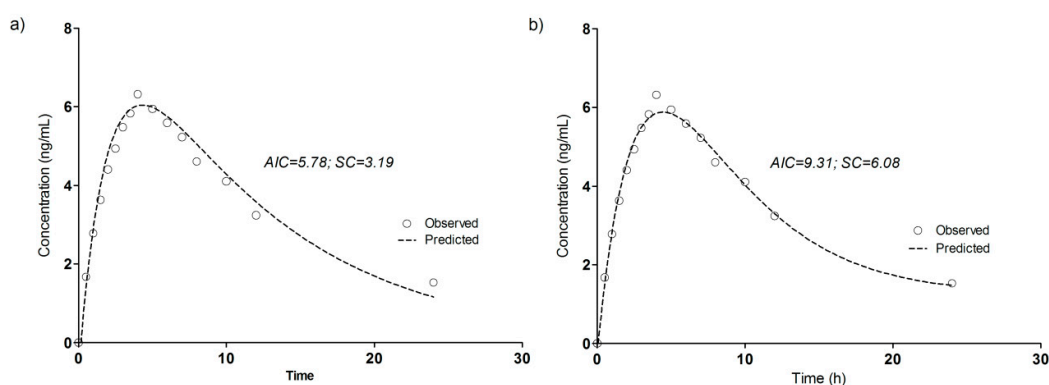 a)
Concentration (ng/mL)
8
6
4
2
0
AIC=5.78; SC=3.19
Observed
Predicted
0
10
20
30
Time
b)
Concentration (ng/mL)
8
6
4
2
0
AIC=9.31; SC=6.08
Observed
Predicted
0
10
20
30
Time (h)